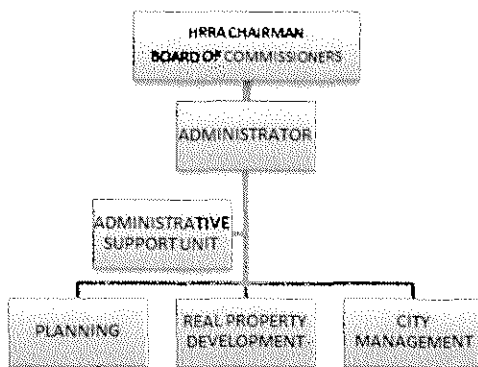 HRRA CHAIRMAN
BOARD OF COMMISSIONERS
ADMINISTRATOR
ADMINISTRATIVE
SUPPORT UNIT
PLANNING
REAL PROPERTY
DEVELOPMENT
CITY
MANAGEMENT